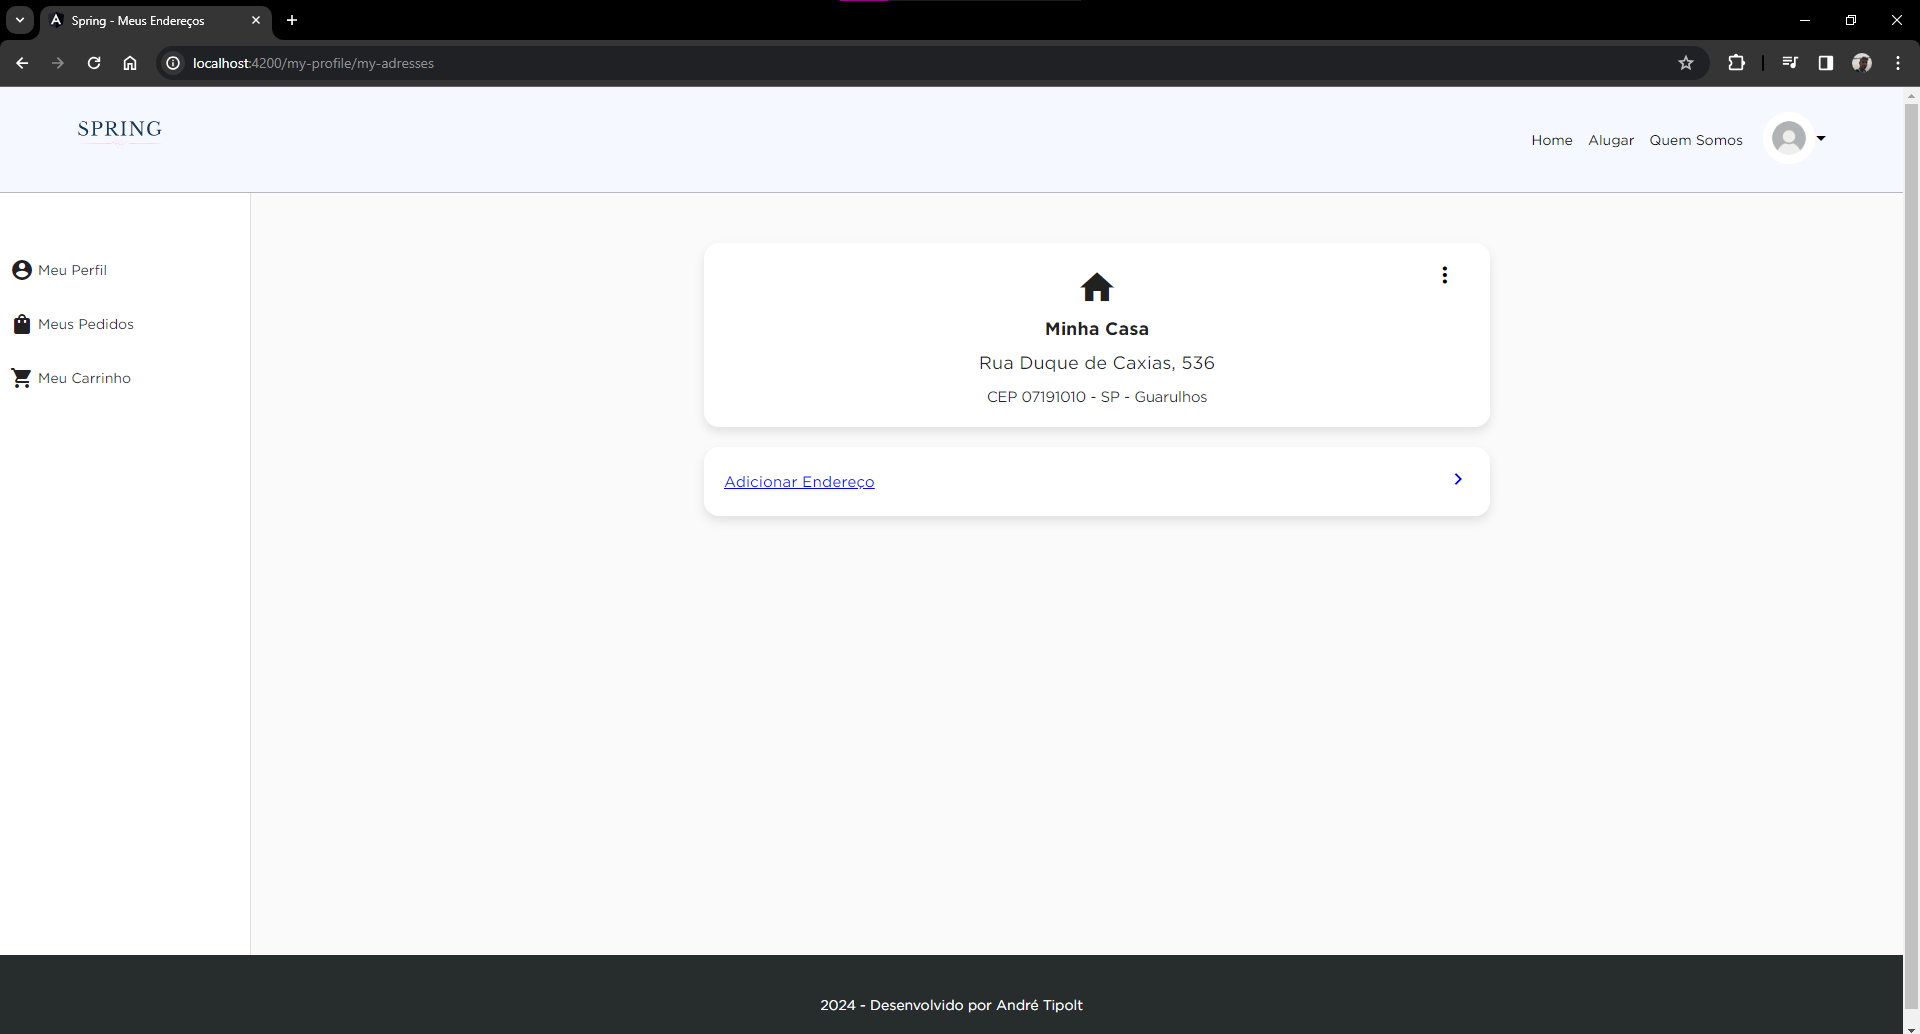 Spring - Meus Endereços
localhost:4200/my-profile/my-adresses
SPRING
Home
Alugar
Quem Somos
Meu Perfil
Meus Pedidos
Meu Carrinho
Minha Casa
Rua Duque de Caxias, 536
CEP 07191010 - SP - Guarulhos
Adicionar Endereço
2024 - Desenvolvido por André Tipolt